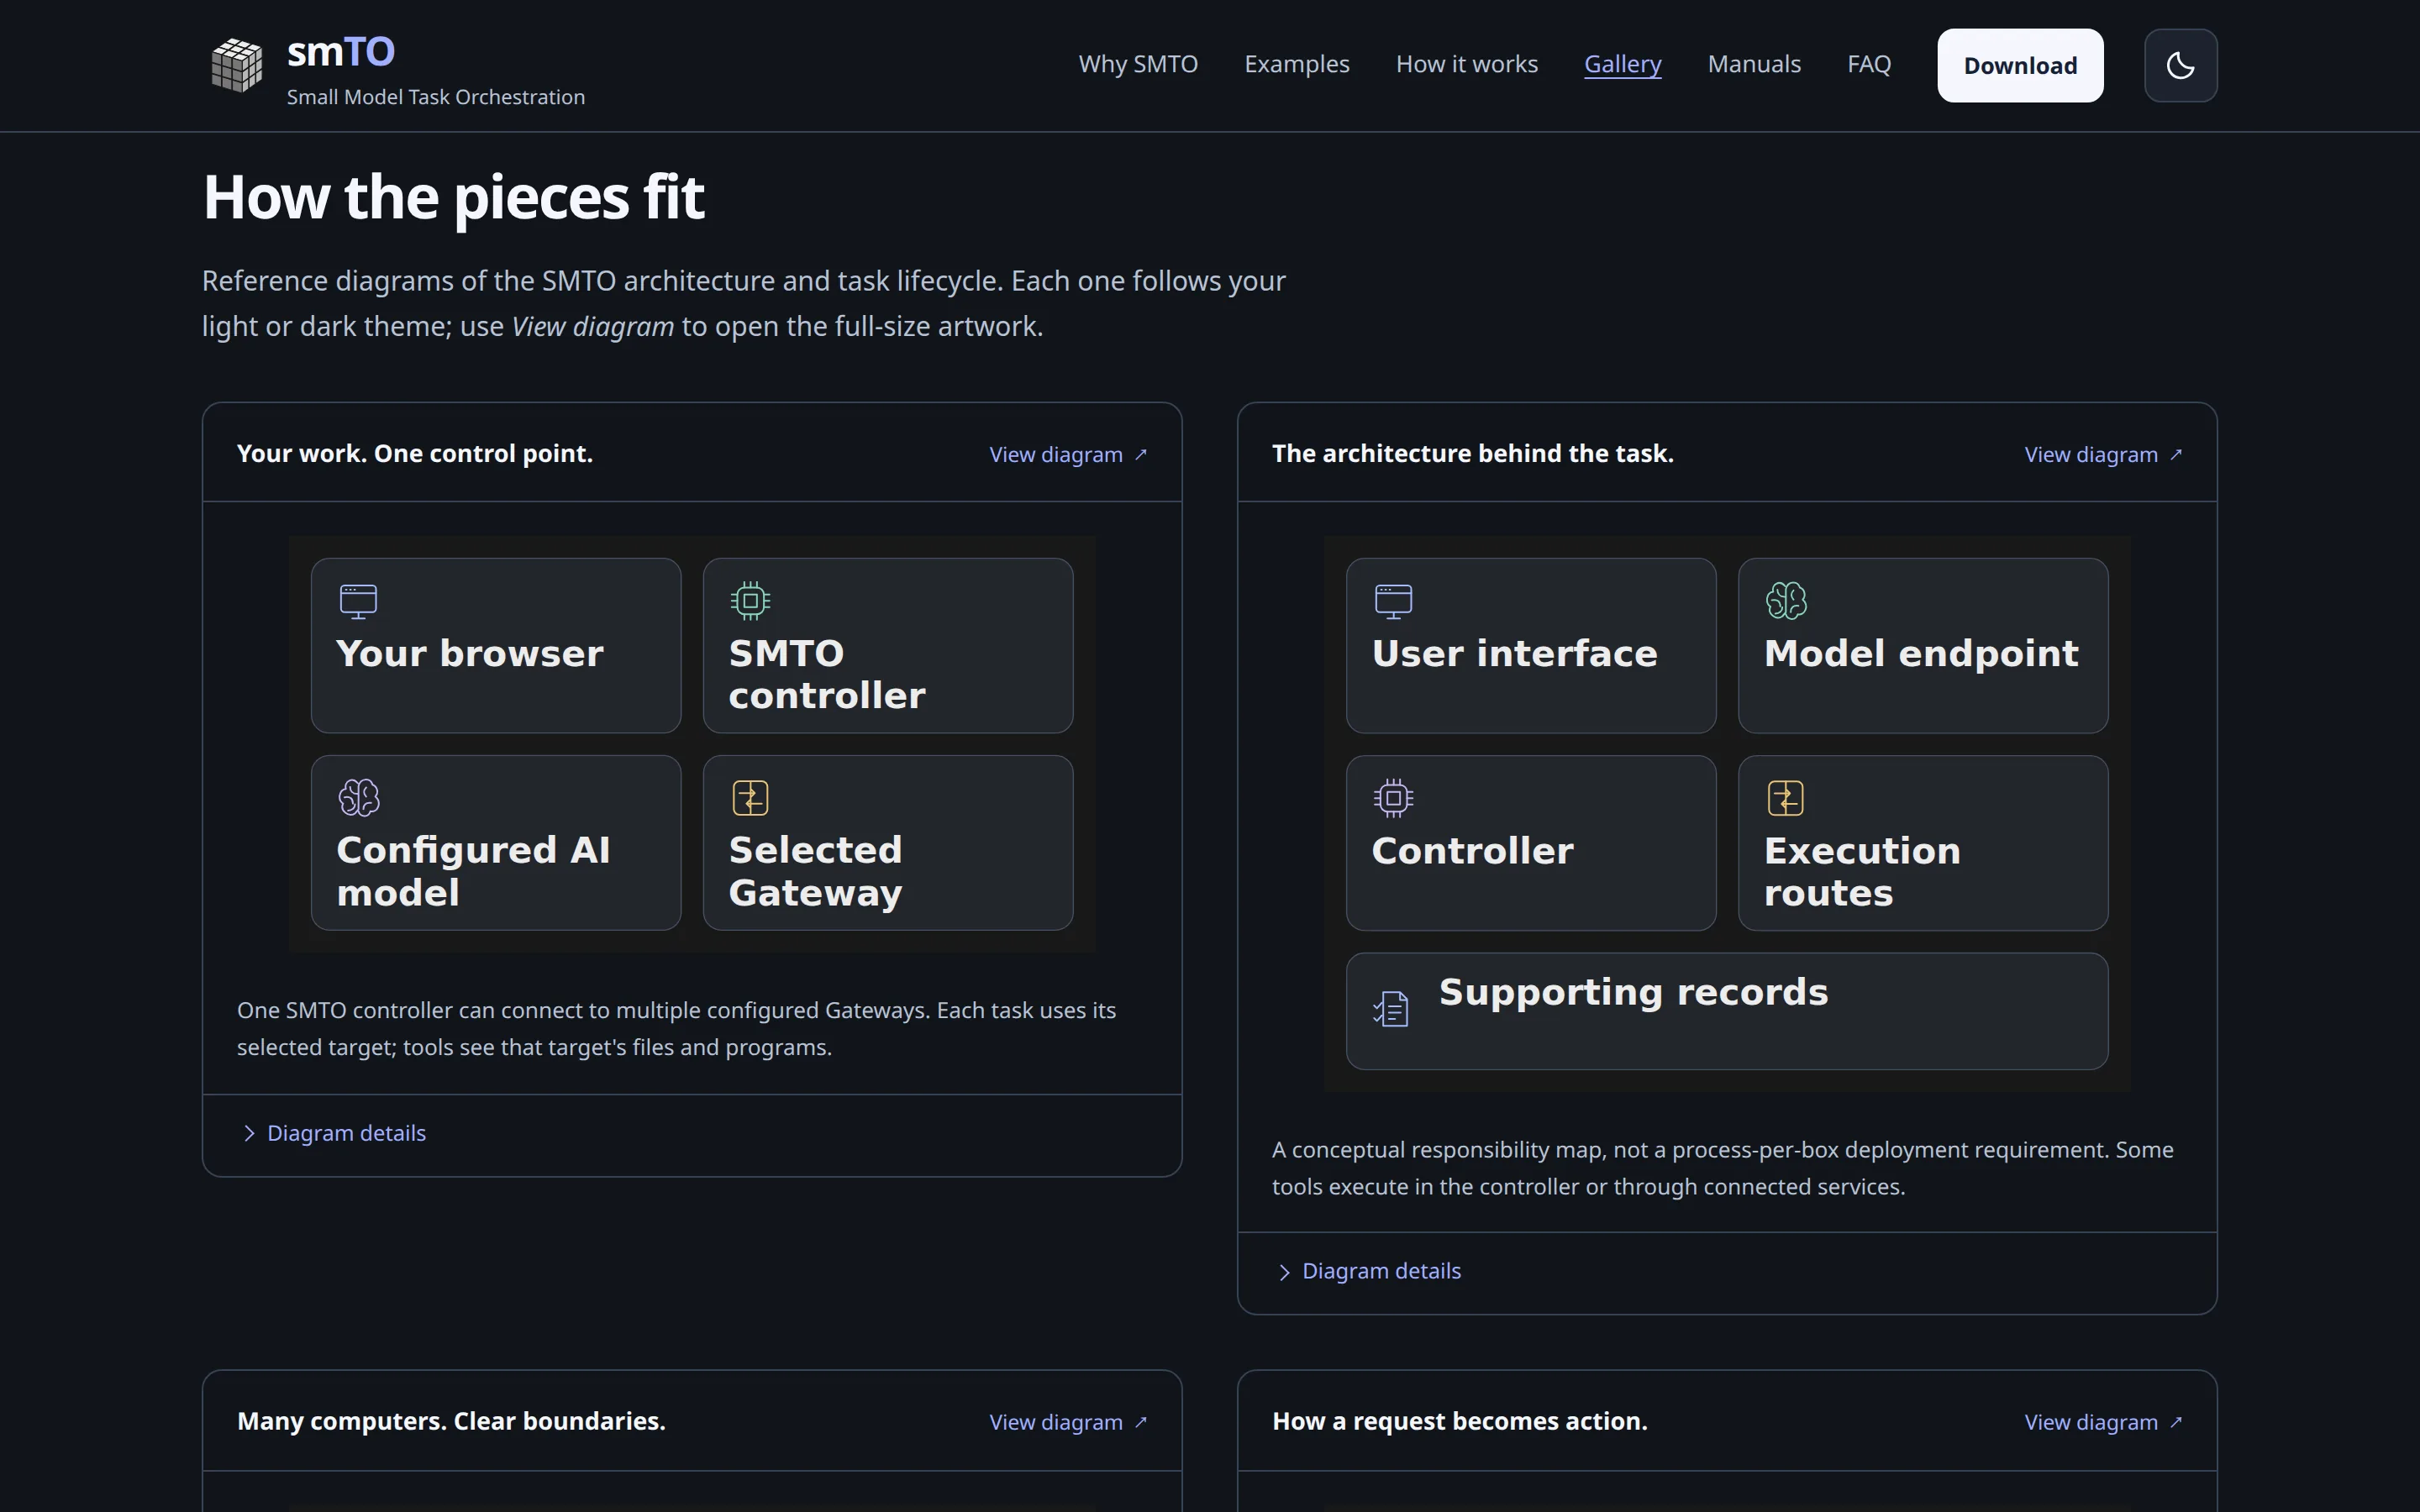 smTO
Small Model Task Orchestration
Why SMTO
Examples
How it works
Gallery
Manuals
FAQ
Download
How the pieces fit
Reference diagrams of the SMTO architecture and task lifecycle. Each one follows your
light or dark theme; use View diagram to open the full-size artwork.
Your work. One control point.
View diagram ↗
Your browser
SMTO
controller
Configured AI
model
Selected
Gateway
One SMTO controller can connect to multiple configured Gateways. Each task uses its
selected target; tools see that target's files and programs.
Diagram details
The architecture behind the task.
View diagram ↗
User interface
Model endpoint
Controller
Execution
routes
Supporting records
A conceptual responsibility map, not a process-per-box deployment requirement. Some
tools execute in the controller or through connected services.
Diagram details
Many computers. Clear boundaries.
View diagram ↗
How a request becomes action.
View diagram ↗